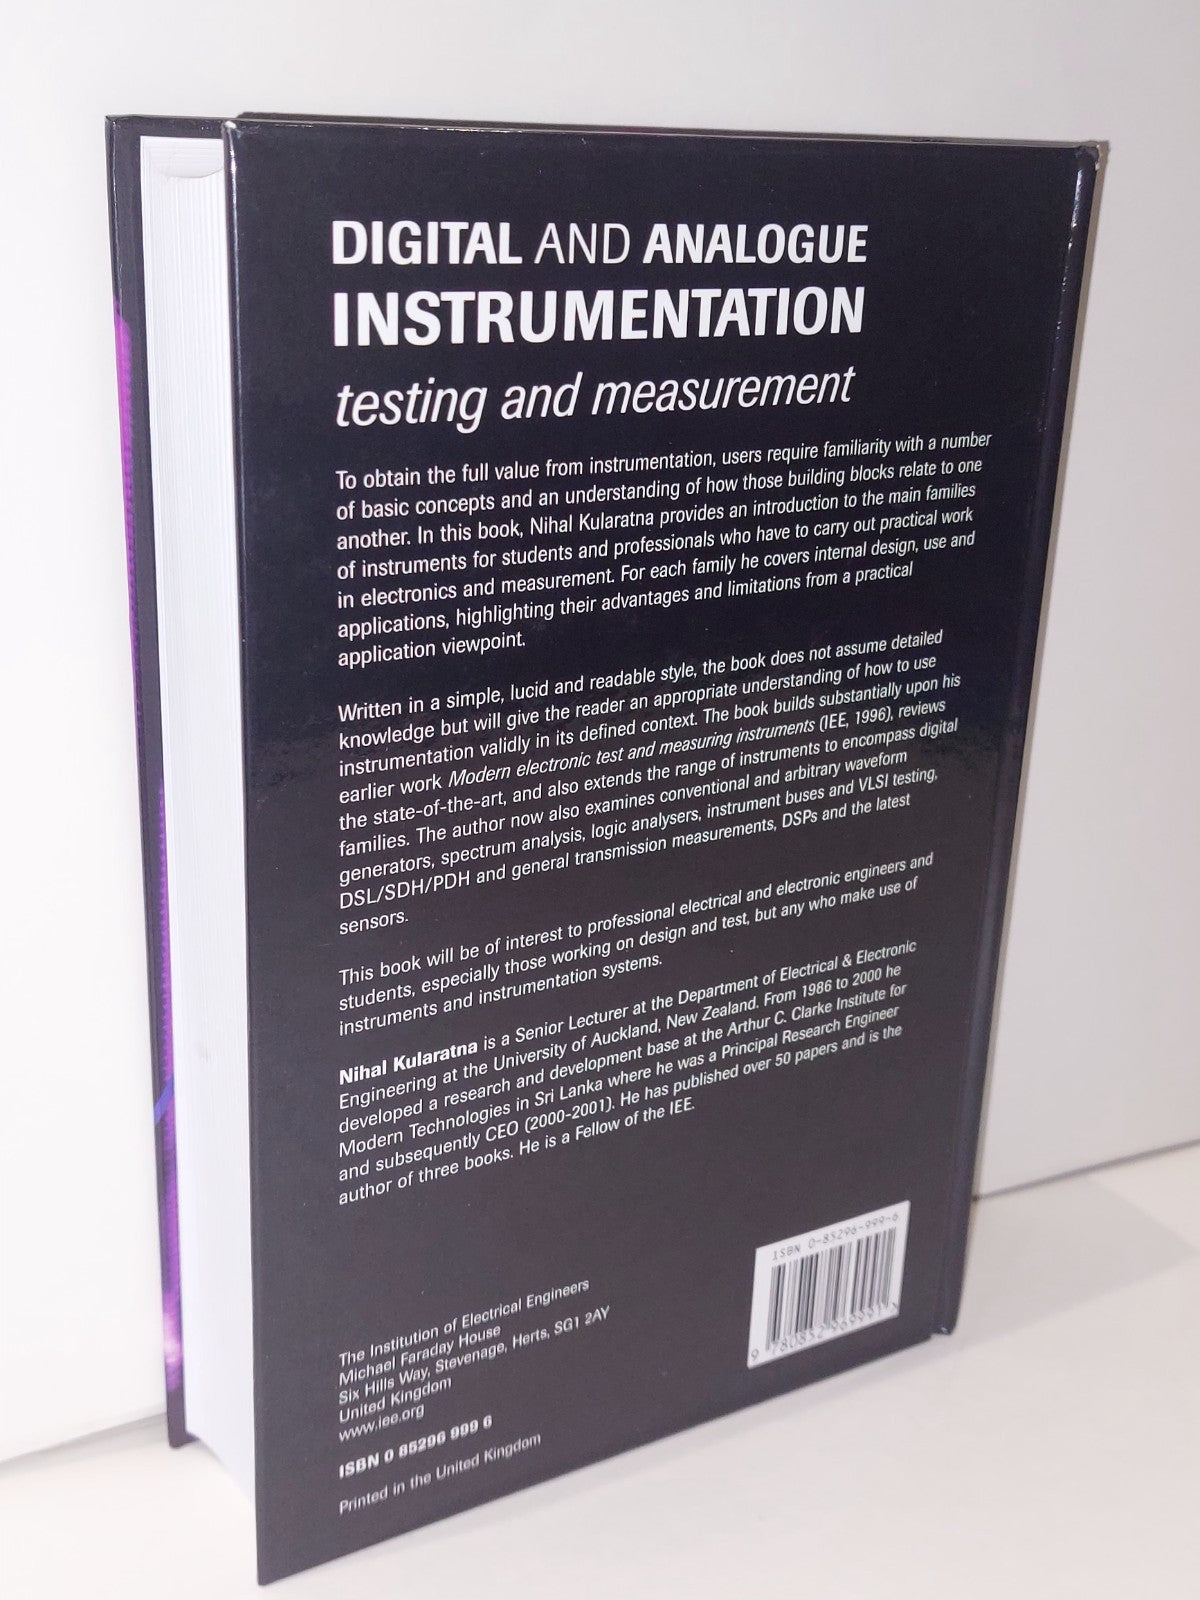 DIGITAL AND ANALOGUE
INSTRUMENTATION
testing and measurement
To obtain the full value from instrumentation, users require familiarity with a number
of basic concepts and an understanding of how those building blocks relate to one
another. In this book, Nihal Kularatna provides an introduction to the main families
of instruments for students and professionals who have to carry out practical work
in electronics and measurement. For each family he covers internal design, use and
applications, highlighting their advantages and limitations from a practical
application viewpoint.
Written in a simple, lucid and readable style, the book does not assume detailed
knowledge but will give the reader an appropriate understanding of how to use
instrumentation validly in its defined context. The book builds substantially upon his
earlier work Modern electronic test and measuring instruments (IEE, 1996), reviews
the state-of-the-art, and also extends the range of instruments to encompass digital
families. The author now also examines conventional and arbitrary waveform
generators, spectrum analysis, logic analysers, instrument buses and VLSI testing,
DSL/SDH/PDH and general transmission measurements, DSPs and the latest
sensors.
This book will be of interest to professional electrical and electronic engineers and
students, especially those working on design and test, but any who make use of
instruments and instrumentation systems.
Nihal Kularatna is a Senior Lecturer at the Department of Electrical & Electronic
Engineering at the University of Auckland, New Zealand. From 1986 to 2000 he
developed a research and development base at the Arthur C. Clarke Institute for
Modern Technologies in Sri Lanka where he was a Principal Research Engineer
and subsequently CEO (2000-2001). He has published over 50 papers and is the
author of three books. He is a Fellow of the IEE.
ISBN 0-85296-999-6
The Institution of Electrical Engineers
Michael Faraday House
Six Hills Way, Stevenage, Herts, SG1 2AY
United Kingdom
www.iee.org
ISBN 0 85296 999 6
Printed in the United Kingdom